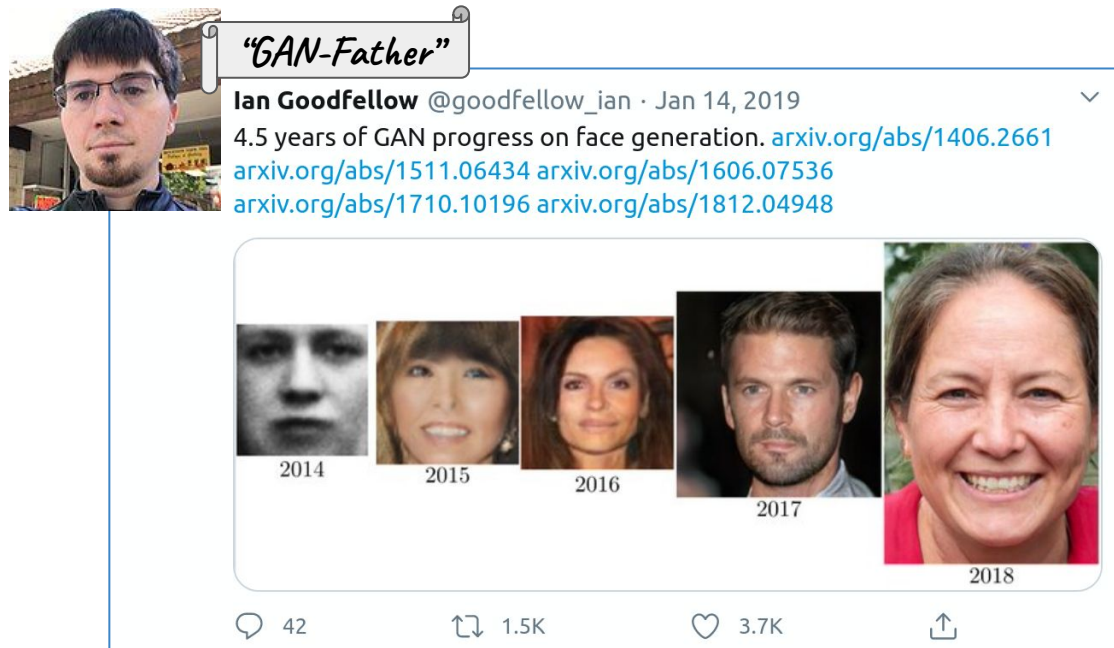 “GAN-Father”
Ian Goodfellow @goodfellow_ian · Jan 14, 2019
4.5 years of GAN progress on face generation. arxiv.org/abs/1406.2661
arxiv.org/abs/1511.06434 arxiv.org/abs/1606.07536
arxiv.org/abs/1710.10196 arxiv.org/abs/1812.04948
2014
2015
2016
2017
2018
42 1.5K 3.7K